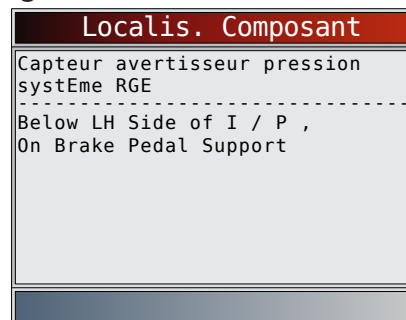 Localis. Composant
Capteur avertisseur pression
systEme RGE
---------------------------------
Below LH Side of I / P ,
On Brake Pedal Support